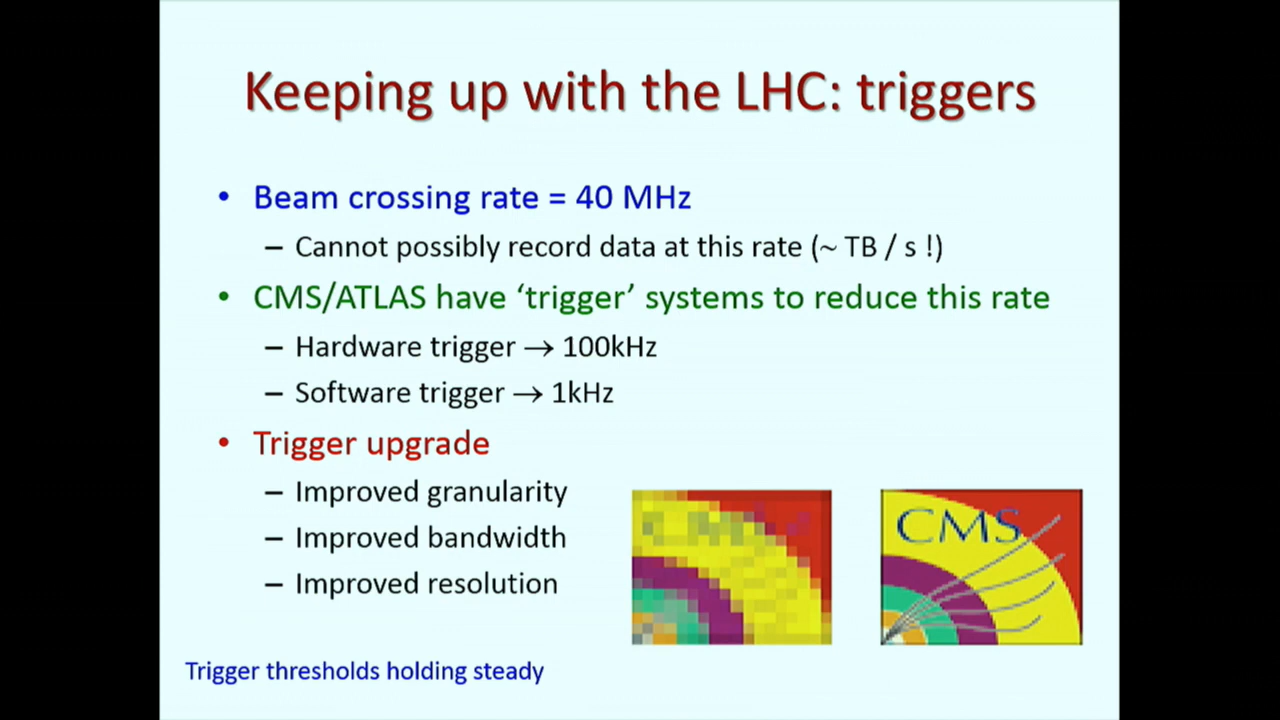 Keeping up with the LHC: triggers
• Beam crossing rate = 40 MHz
– Cannot possibly record data at this rate (~ TB / s !)
• CMS/ATLAS have ‘trigger’ systems to reduce this rate
– Hardware trigger → 100kHz
– Software trigger → 1kHz
• Trigger upgrade
– Improved granularity
– Improved bandwidth
– Improved resolution
CMS
Trigger thresholds holding steady